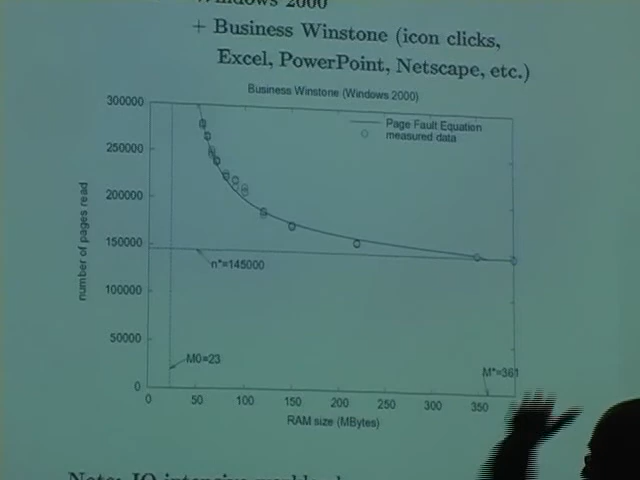 Windows 2000
+ Business Winstone (icon clicks,
Excel, PowerPoint, Netscape, etc.)
Business Winstone (Windows 2000)
300000
250000
200000
150000
100000
50000
0
number of pages read
Page Fault Equation
measured data
n*=145000
M0=23
M*=361
0 50 100 150 200 250 300 350
RAM size (MBytes)
Note: IO intensive